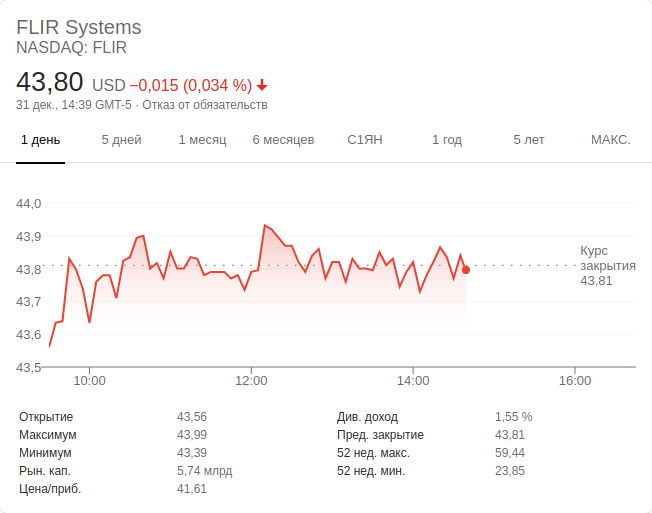 FLIR Systems
NASDAQ: FLIR
43,80 USD −0,015 (0,034 %)
31 дек., 14:39 GMT-5 · Отказ от обязательств
1 день 5 дней 1 месяц 6 месяцев С1ЯН 1 год 5 лет МАКС.
44,0
43,9
43,8
43,7
43,6
43,5
Курс
закрытия
43,81
10:00 12:00 14:00 16:00
Открытие 43,56
Максимум 43,99
Минимум 43,39
Рын. кап. 5,74 млрд
Цена/приб. 41,61
Див. доход 1,55 %
Пред. закрытие 43,81
52 нед. макс. 59,44
52 нед. мин. 23,85